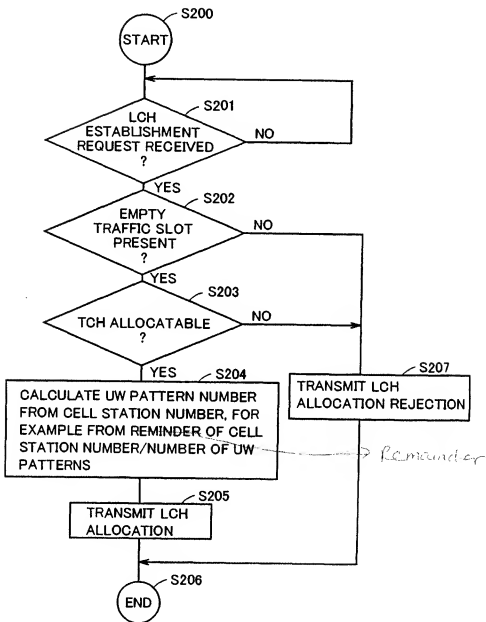 S200
START
S201
LCH
ESTABLISHMENT
REQUEST RECEIVED
?
NO
YES
S202
EMPTY
TRAFFIC SLOT
PRESENT
?
NO
YES
S203
TCH ALLOCATABLE
?
NO
YES
S204
CALCULATE UW PATTERN NUMBER
FROM CELL STATION NUMBER, FOR
EXAMPLE FROM REMINDER OF CELL
STATION NUMBER/NUMBER OF UW
PATTERNS
Remainder
S207
TRANSMIT LCH
ALLOCATION REJECTION
S205
TRANSMIT LCH
ALLOCATION
S206
END